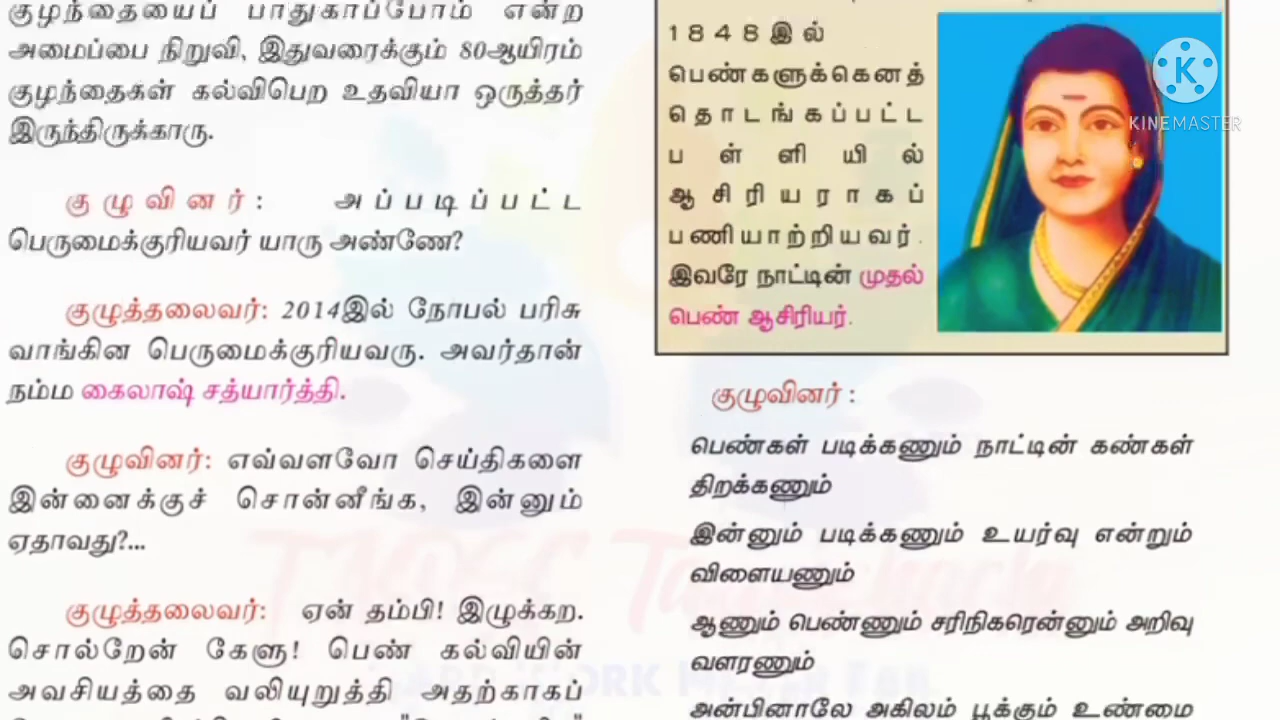 குழந்தையைப் பாதுகாப்போம் என்ற
அமைப்பை நிறுவி, இதுவரைக்கும் 80ஆயிரம்
குழந்தைகள் கல்விபெற உதவியா ஒருத்தர்
இருந்திருக்காரு.
குழுவினர் : அப்படிப்பட்ட
பெருமைக்குரியவர் யாரு அண்ணே?
குழுத்தலைவர்: 2014இல் நோபல் பரிசு
வாங்கின பெருமைக்குரியவரு. அவர்தான்
நம்ம கைலாஷ் சத்யார்த்தி.
குழுவினர்: எவ்வளவோ செய்திகளை
இன்னைக்குச் சொன்னீங்க, இன்னும்
ஏதாவது?...
குழுத்தலைவர்: ஏன் தம்பி! இழுக்கற.
சொல்றேன் கேளு! பெண் கல்வியின்
அவசியத்தை வலியுறுத்தி அதற்காகப்
1848இல்
பெண்களுக்கெனத்
தொடங்கப்பட்ட
பள்ளியில்
ஆசிரியராகப்
பணியாற்றியவர்.
இவரே நாட்டின் முதல்
பெண் ஆசிரியர்.
KINEMASTER
குழுவினர் :
பெண்கள் படிக்கணும் நாட்டின் கண்கள்
திறக்கணும்
இன்னும் படிக்கணும் உயர்வு என்றும்
விளையணும்
ஆணும் பெண்ணும் சரிநிகரென்னும் அறிவு
வளரணும்
அன்பினாலே அகிலம் பூக்கும் உண்மை